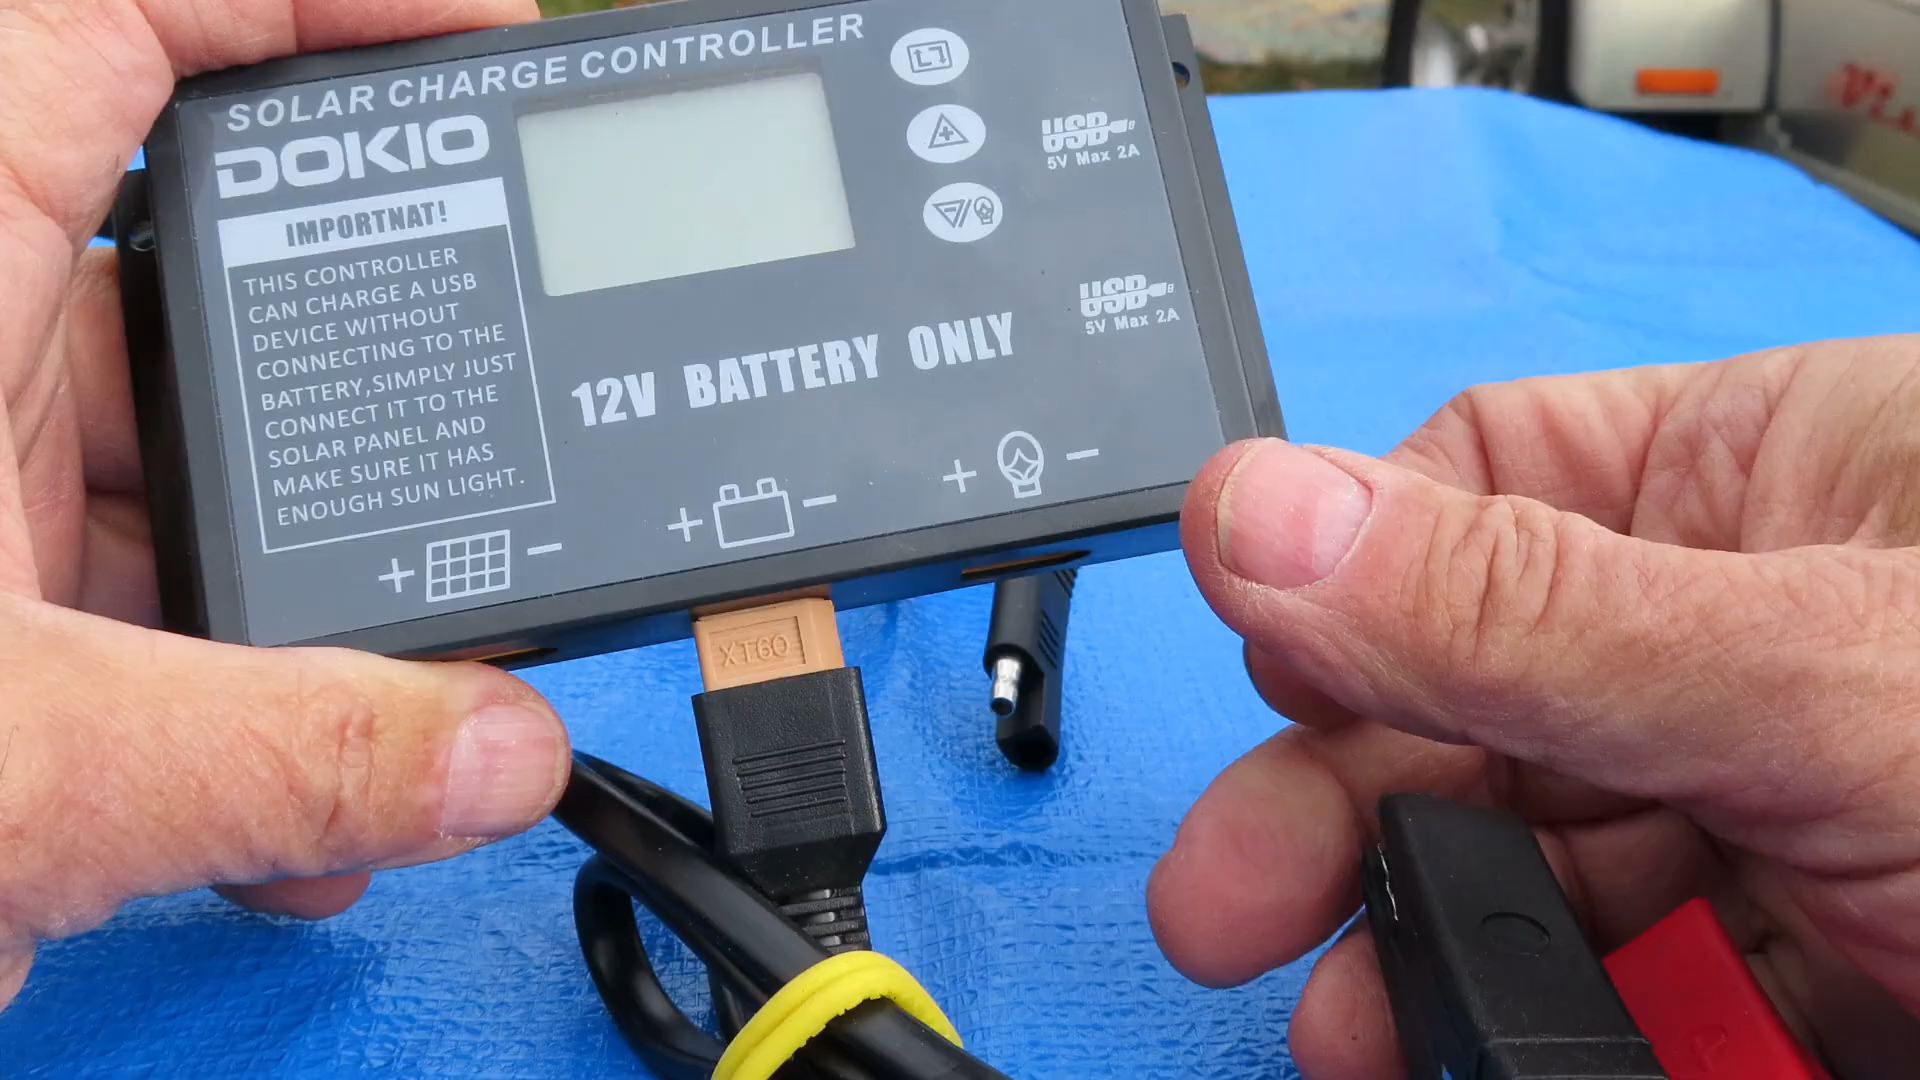 SOLAR CHARGE CONTROLLER
DOKIO
IMPORTNAT!
THIS CONTROLLER
CAN CHARGE A USB
DEVICE WITHOUT
CONNECTING TO THE
BATTERY,SIMPLY JUST
CONNECT IT TO THE
SOLAR PANEL AND
MAKE SURE IT HAS
ENOUGH SUN LIGHT.
USB
5V Max 2A
USB
5V Max 2A
12V BATTERY ONLY
+ −
+ −
+ −
XT60